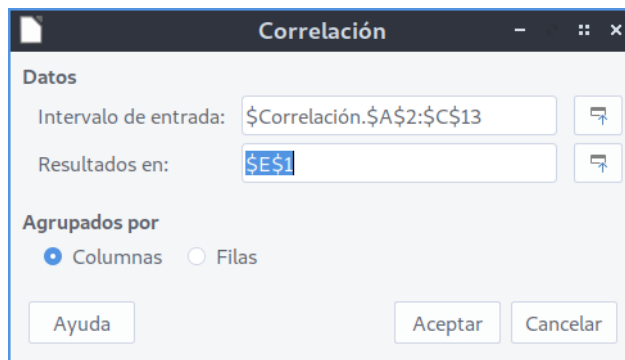 Correlación
Datos
Intervalo de entrada: $Correlación.$A$2:$C$13
Resultados en: $E$1
Agrupados por
Columnas Filas
Ayuda Aceptar Cancelar